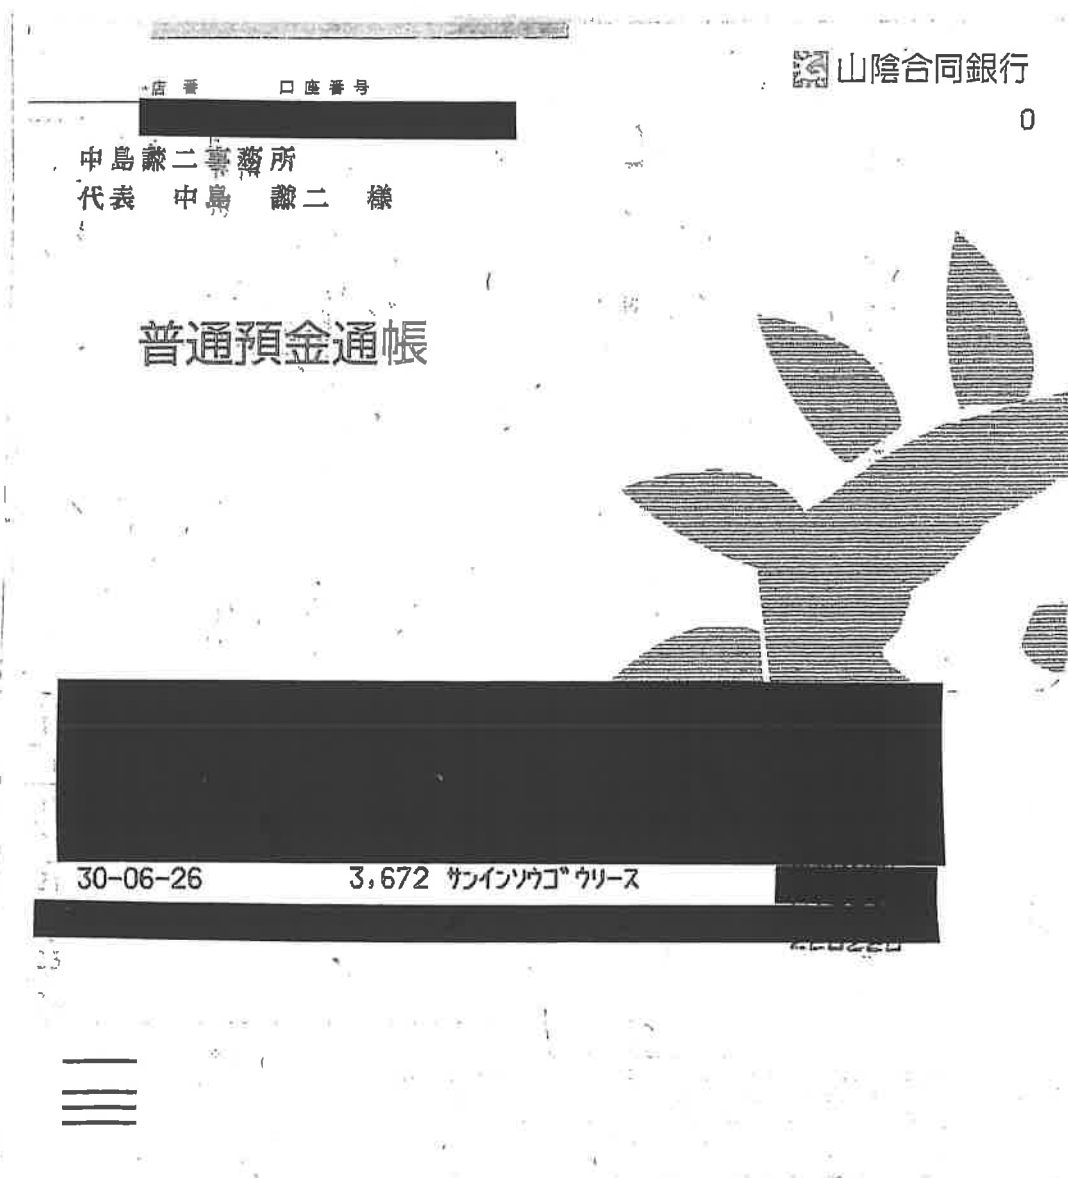 山陰合同銀行
店番 口座番号
0
中島謙二事務所
代表 中島 謙二 様
普通預金通帳
30-06-26 3,672 サンインソウゴウリース